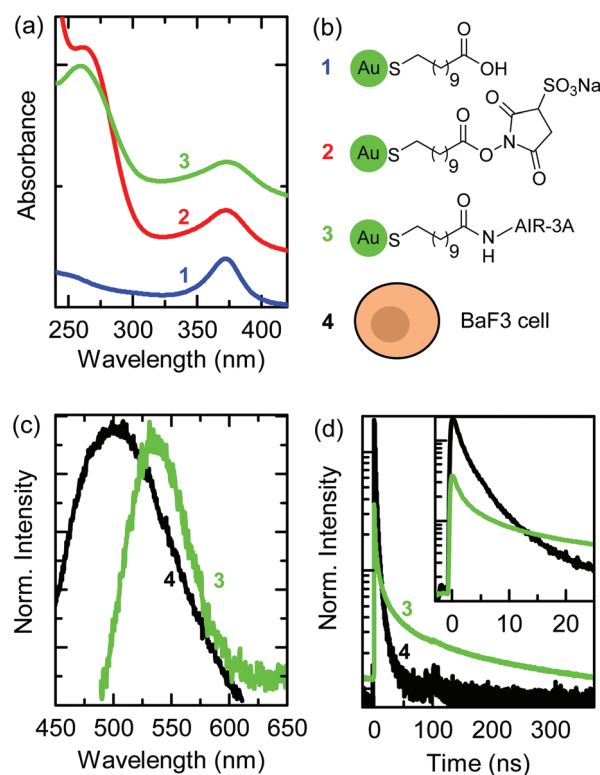 (a)
Absorbance
3
2
1
250 300 350 400
Wavelength (nm)
(b)
1 Au S 9 O OH
2 Au S 9 O O N O O SO3Na
3 Au S 9 O N H AIR-3A
4 BaF3 cell
(c)
Norm. Intensity
4
3
450 500 550 600 650
Wavelength (nm)
(d)
Norm. Intensity
3
4
0 10 20
0 100 200 300
Time (ns)